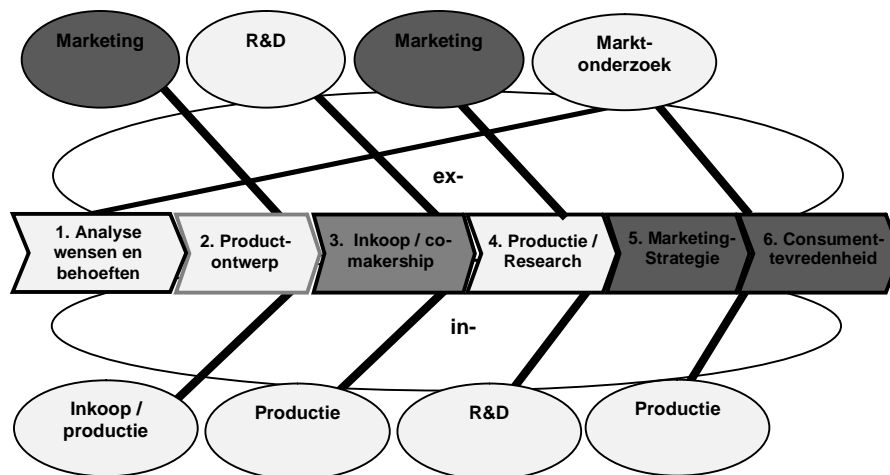 Marketing
R&D
Marketing
Markt-
onderzoek
ex-
1. Analyse
wensen en
behoeften
2. Product-
ontwerp
3. Inkoop / co-
makership
4. Productie /
Research
5. Marketing-
Strategie
6. Consument-
tevredenheid
in-
Inkoop /
productie
Productie
R&D
Productie